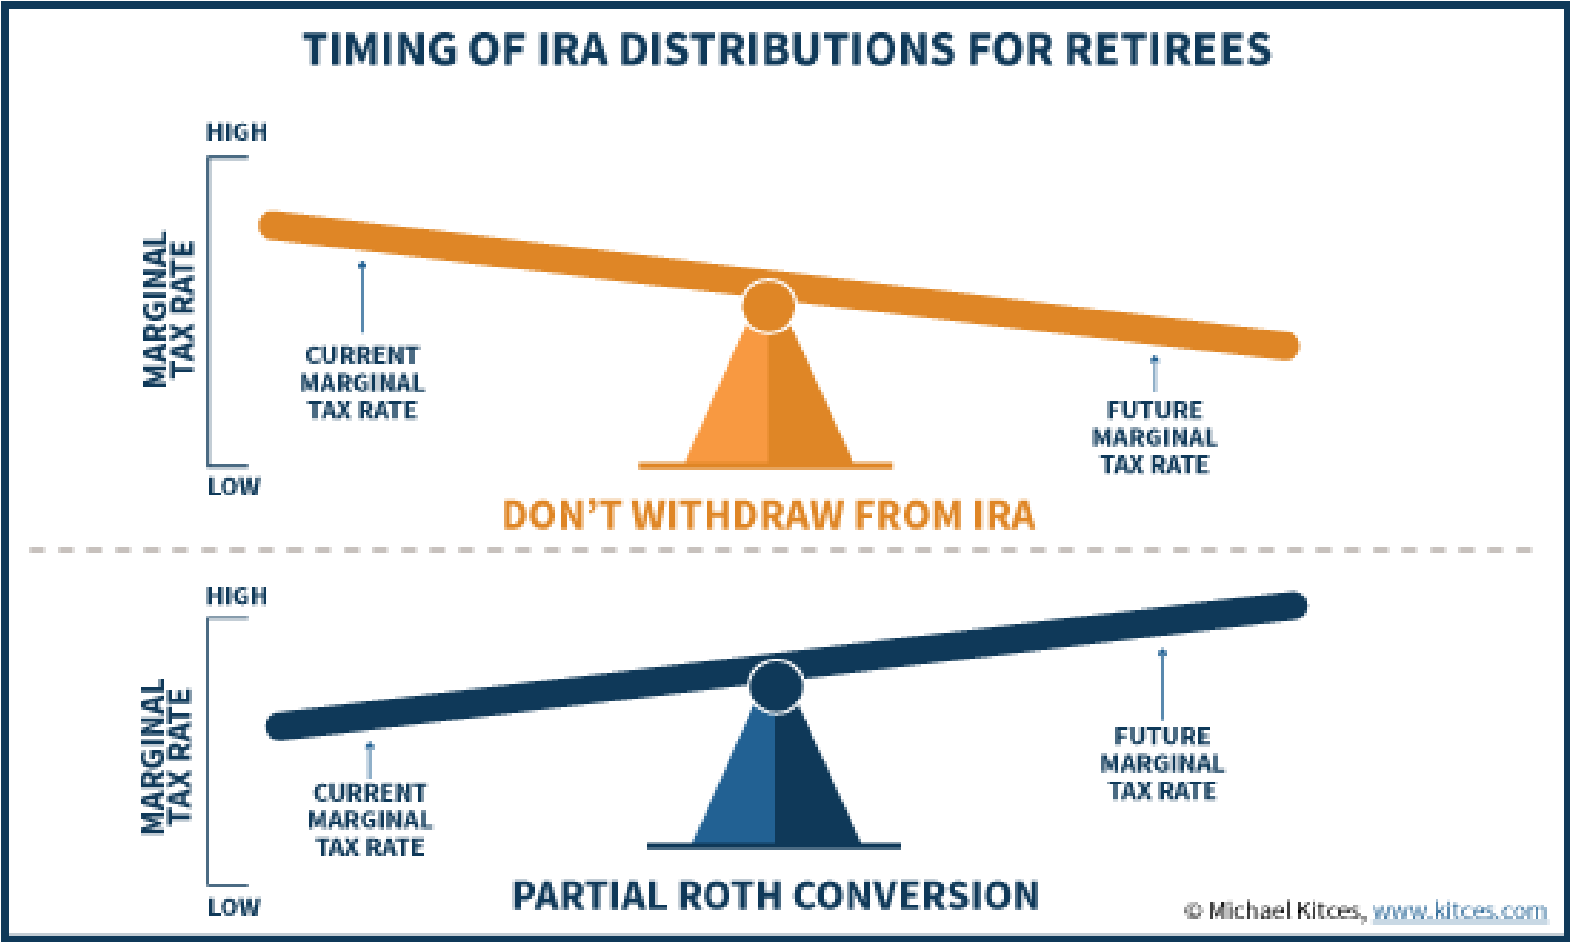 TIMING OF IRA DISTRIBUTIONS FOR RETIREES
HIGH
MARGINAL
TAX RATE
CURRENT
MARGINAL
TAX RATE
FUTURE
MARGINAL
TAX RATE
LOW
DON'T WITHDRAW FROM IRA
HIGH
MARGINAL
TAX RATE
CURRENT
MARGINAL
TAX RATE
FUTURE
MARGINAL
TAX RATE
LOW
PARTIAL ROTH CONVERSION
© Michael Kitces, www.kitces.com